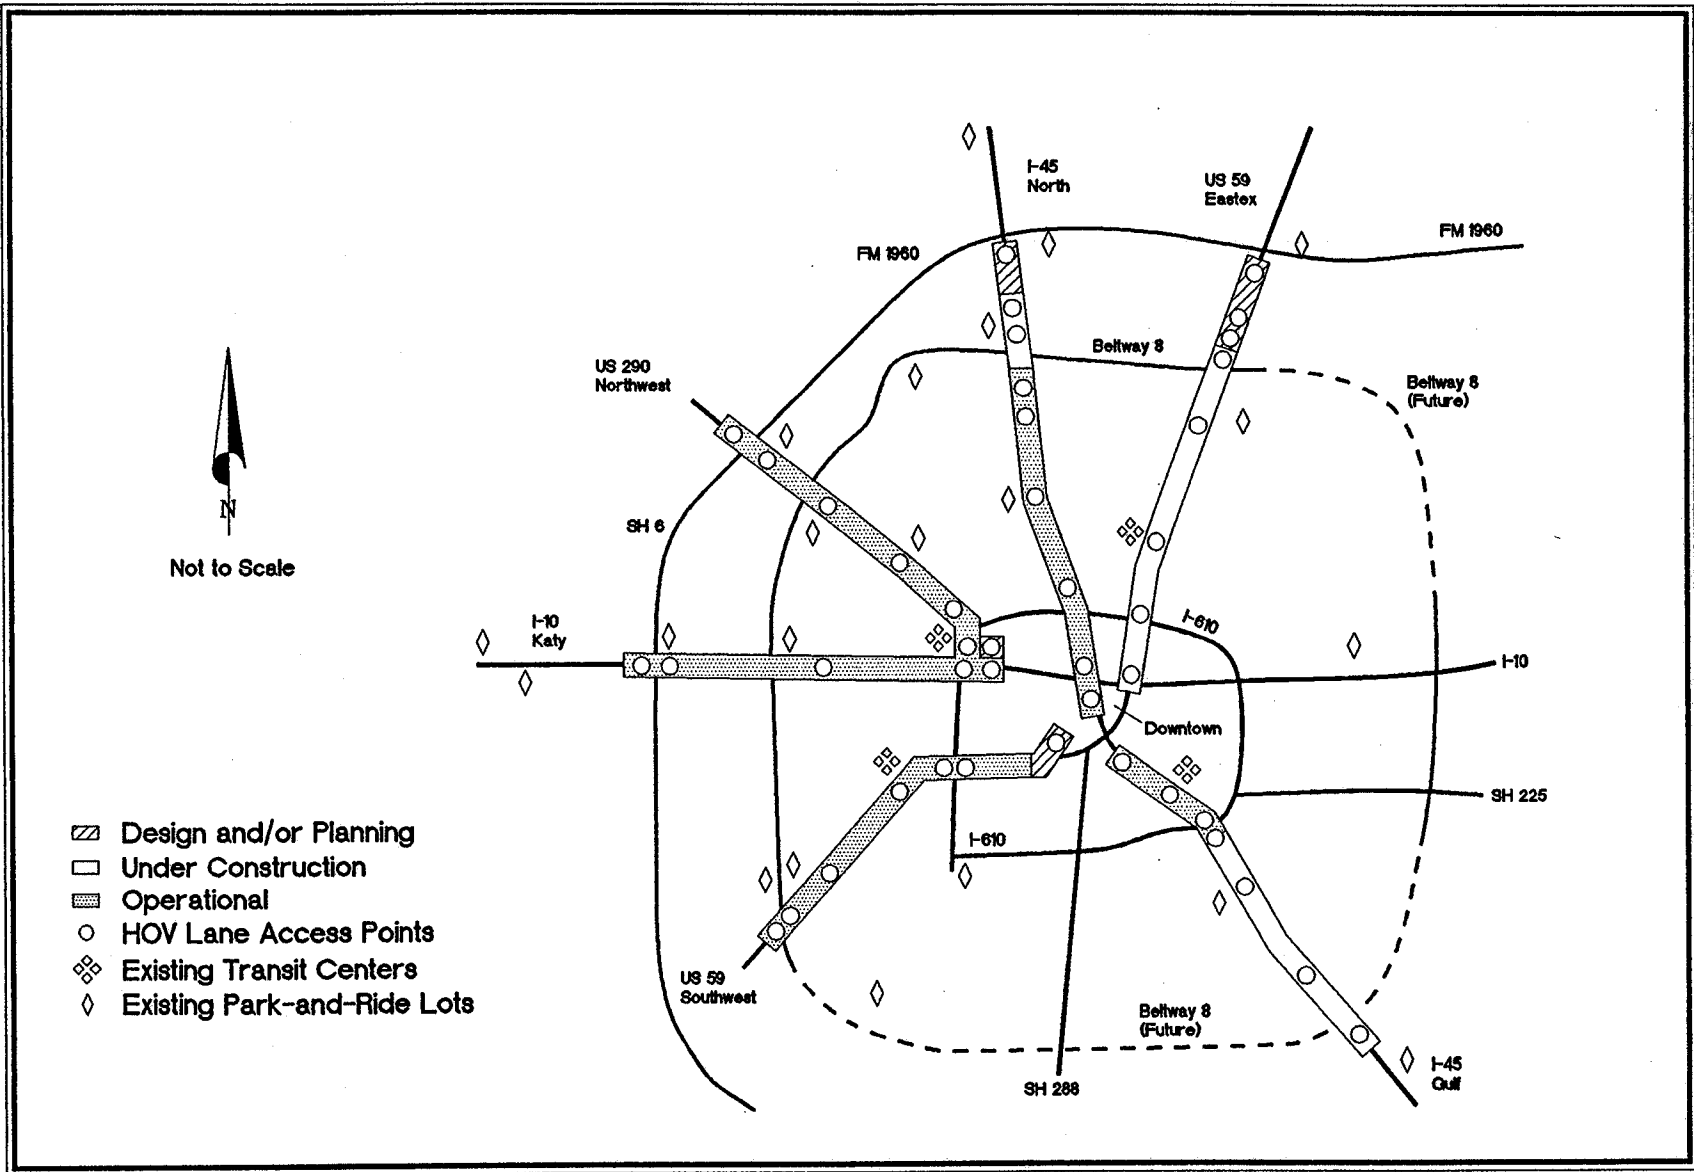 I-45
North
US 59
Eastex
FM 1960
FM 1960
Beltway 8
US 290
Northwest
Beltway 8
(Future)
N
Not to Scale
SH 6
I-10
Katy
I-610
I-10
Downtown
SH 225
I-610
Design and/or Planning
Under Construction
Operational
HOV Lane Access Points
Existing Transit Centers
Existing Park-and-Ride Lots
US 59
Southwest
Beltway 8
(Future)
SH 288
I-45
Gulf